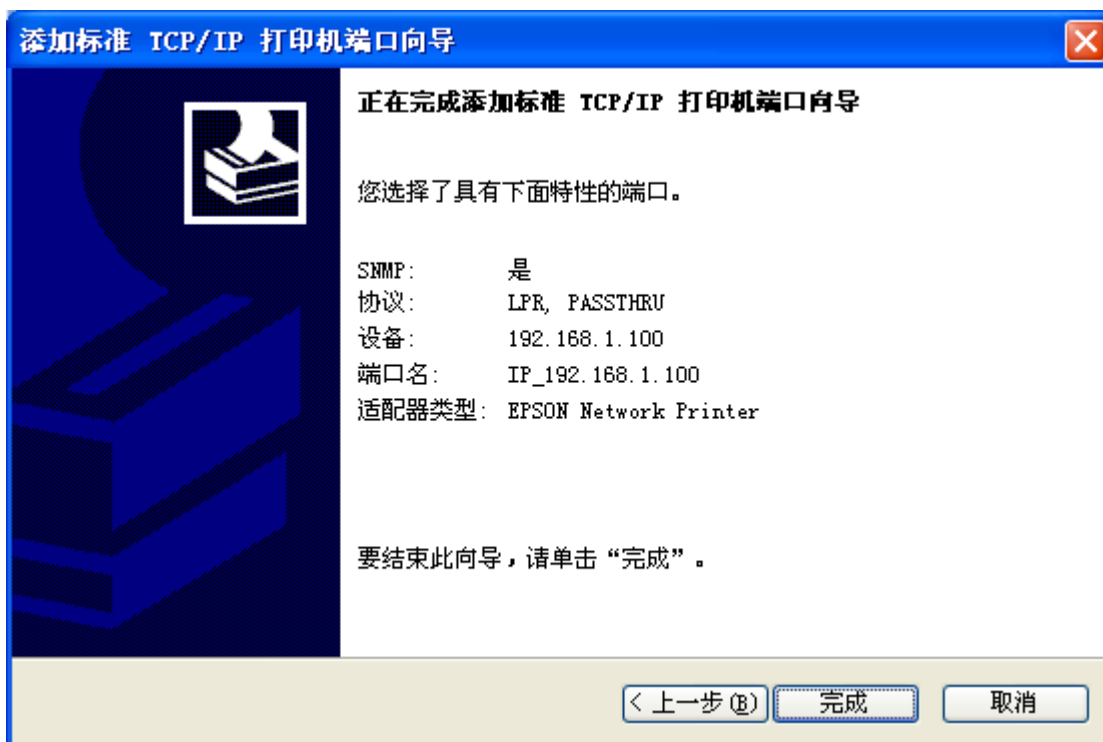 添加标准 TCP/IP 打印机端口向导
正在完成添加标准 TCP/IP 打印机端口向导
您选择了具有下面特性的端口。
SNMP: 是
协议: LPR, PASSTHRU
设备: 192.168.1.100
端口名: IP_192.168.1.100
适配器类型: EPSON Network Printer
要结束此向导，请单击“完成”。
< 上一步(B) 完成 取消